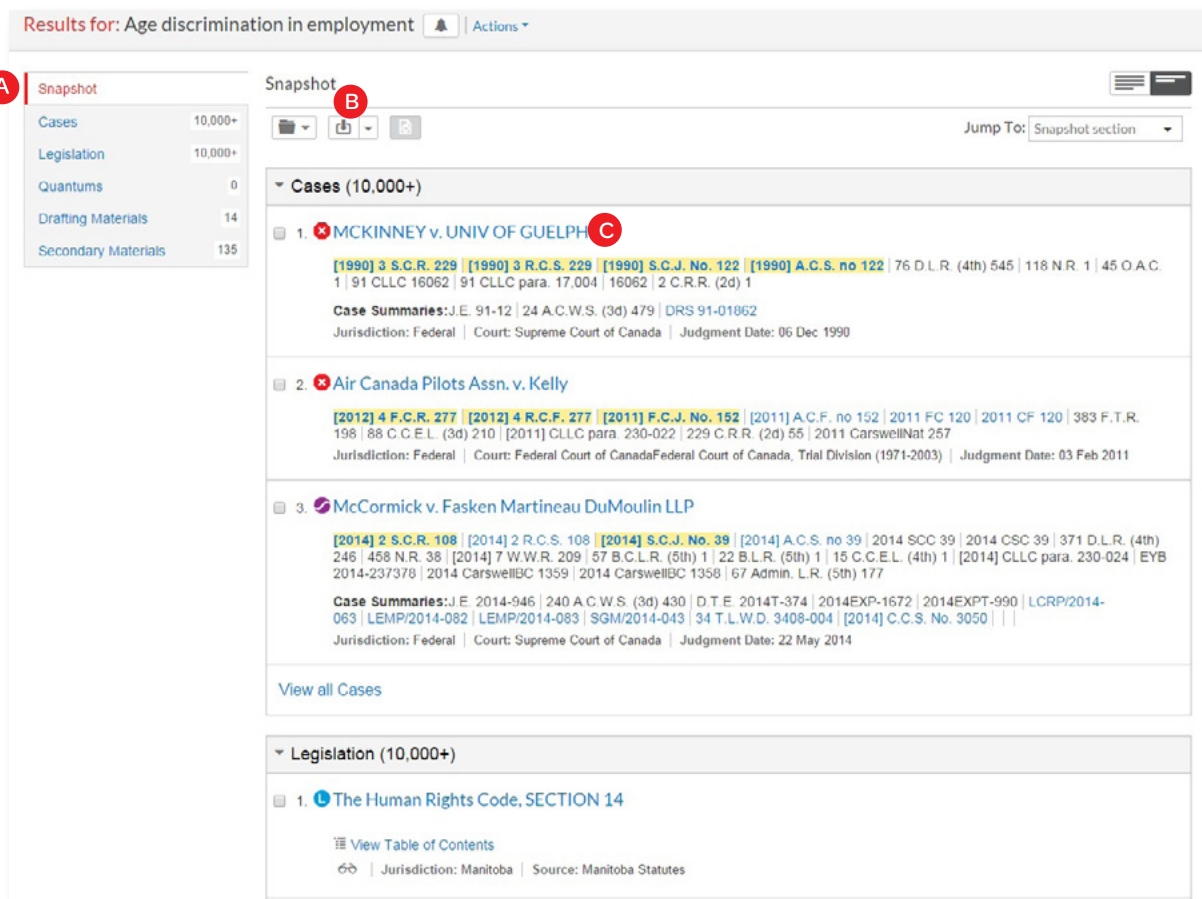 Results for: Age discrimination in employment | Actions
A
Snapshot
Cases 10,000+
Legislation 10,000+
Quantums 0
Drafting Materials 14
Secondary Materials 135
Snapshot
B
Jump To: Snapshot section
Cases (10,000+)
1. MCKINNEY v. UNIV OF GUELPH C
[1990] 3 S.C.R. 229 | [1990] 3 R.C.S. 229 | [1990] S.C.J. No. 122 | [1990] A.C.S. no 122 | 76 D.L.R. (4th) 545 | 118 N.R. 1 | 45 O.A.C.
1 | 91 CLLC 16062 | 91 CLLC para. 17,004 | 16062 | 2 C.R.R. (2d) 1
Case Summaries:J.E. 91-12 | 24 A.C.W.S. (3d) 479 | DRS 91-01862
Jurisdiction: Federal | Court: Supreme Court of Canada | Judgment Date: 06 Dec 1990
2. Air Canada Pilots Assn. v. Kelly
[2012] 4 F.C.R. 277 | [2012] 4 R.C.F. 277 | [2011] F.C.J. No. 152 | [2011] A.C.F. no 152 | 2011 FC 120 | 2011 CF 120 | 383 F.T.R.
198 | 88 C.C.E.L. (3d) 210 | [2011] CLLC para. 230-022 | 229 C.R.R. (2d) 55 | 2011 CarswellNat 257
Jurisdiction: Federal | Court: Federal Court of CanadaFederal Court of Canada, Trial Division (1971-2003) | Judgment Date: 03 Feb 2011
3. McCormick v. Fasken Martineau DuMoulin LLP
[2014] 2 S.C.R. 108 | [2014] 2 R.C.S. 108 | [2014] S.C.J. No. 39 | [2014] A.C.S. no 39 | 2014 SCC 39 | 2014 CSC 39 | 371 D.L.R. (4th)
246 | 458 N.R. 38 | [2014] 7 W.W.R. 209 | 57 B.C.L.R. (5th) 1 | 22 B.L.R. (5th) 1 | 15 C.C.E.L. (4th) 1 | [2014] CLLC para. 230-024 | EYB
2014-237378 | 2014 CarswellBC 1359 | 2014 CarswellBC 1358 | 67 Admin. L.R. (5th) 177
Case Summaries:J.E. 2014-946 | 240 A.C.W.S. (3d) 430 | D.T.E. 2014T-374 | 2014EXP-1672 | 2014EXPT-990 | LCRP/2014-
063 | LEMP/2014-082 | LEMP/2014-083 | SGM/2014-043 | 34 T.L.W.D. 3408-004 | [2014] C.C.S. No. 3050 | | |
Jurisdiction: Federal | Court: Supreme Court of Canada | Judgment Date: 22 May 2014
View all Cases
Legislation (10,000+)
1. L The Human Rights Code, SECTION 14
View Table of Contents
| Jurisdiction: Manitoba | Source: Manitoba Statutes